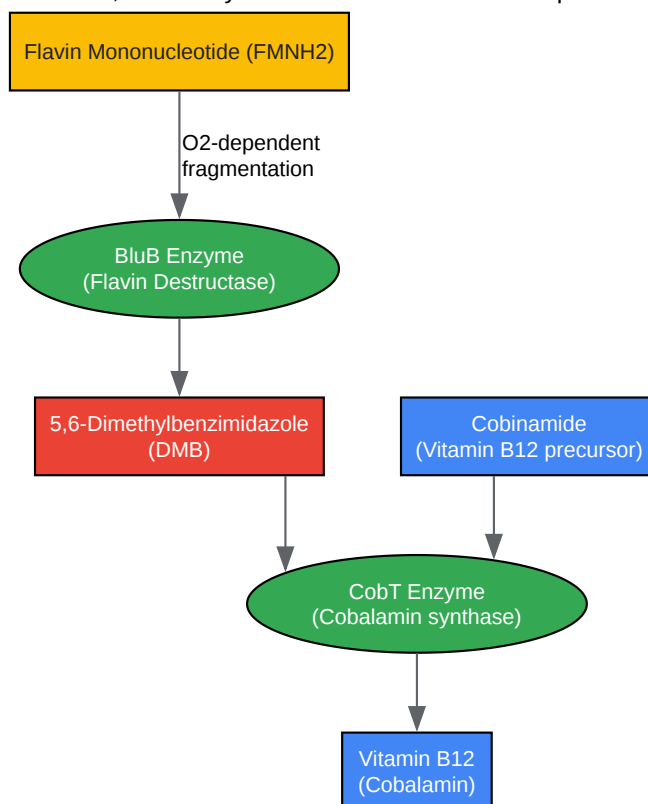 Flavin Mononucleotide (FMNH2)
O2-dependent
fragmentation
BluB Enzyme
(Flavin Destructase)
5,6-Dimethylbenzimidazole
(DMB)
Cobinamide
(Vitamin B12 precursor)
CobT Enzyme
(Cobalamin synthase)
Vitamin B12
(Cobalamin)